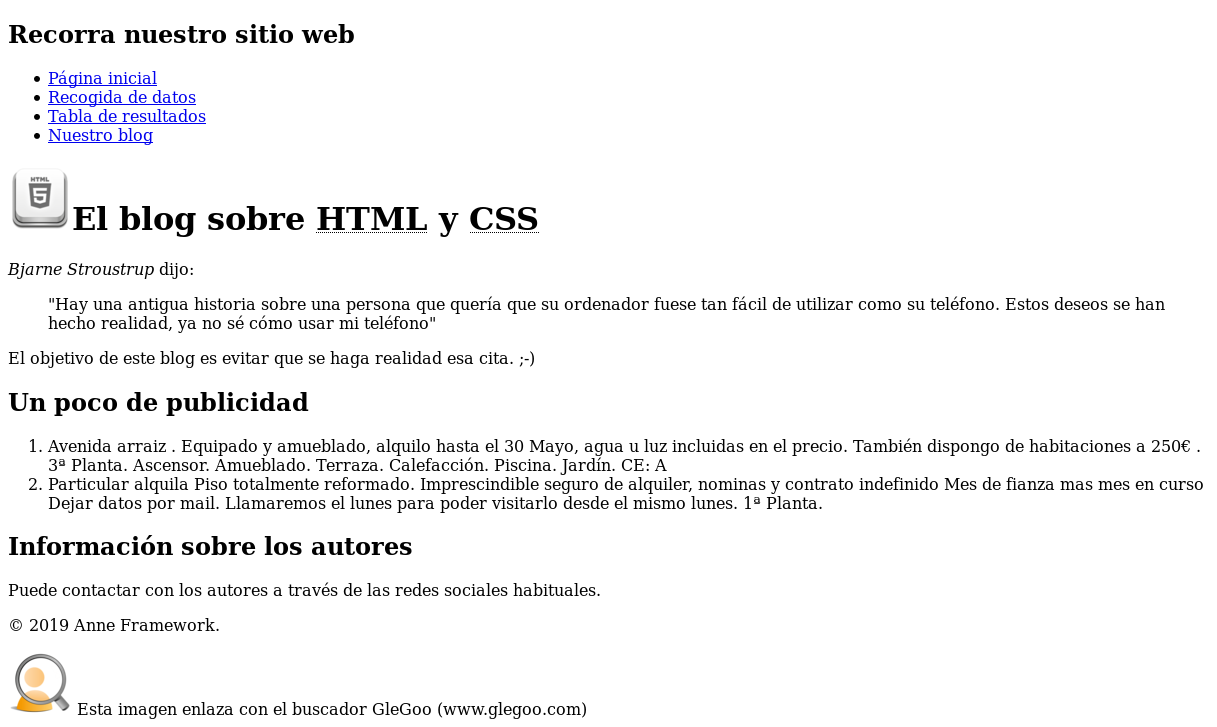 Recorra nuestro sitio web
• Página inicial
• Recogida de datos
• Tabla de resultados
• Nuestro blog
HTML
5
El blog sobre HTML y CSS
Bjarne Stroustrup dijo:
"Hay una antigua historia sobre una persona que quería que su ordenador fuese tan fácil de utilizar como su teléfono. Estos deseos se han
hecho realidad, ya no sé cómo usar mi teléfono"
El objetivo de este blog es evitar que se haga realidad esa cita. ;-)
Un poco de publicidad
1. Avenida arraiz . Equipado y amueblado, alquilo hasta el 30 Mayo, agua u luz incluidas en el precio. También dispongo de habitaciones a 250€ .
3ª Planta. Ascensor. Amueblado. Terraza. Calefacción. Piscina. Jardín. CE: A
2. Particular alquila Piso totalmente reformado. Imprescindible seguro de alquiler, nominas y contrato indefinido Mes de fianza mas mes en curso
Dejar datos por mail. Llamaremos el lunes para poder visitarlo desde el mismo lunes. 1ª Planta.
Información sobre los autores
Puede contactar con los autores a través de las redes sociales habituales.
© 2019 Anne Framework.
Esta imagen enlaza con el buscador GleGoo (www.glegoo.com)